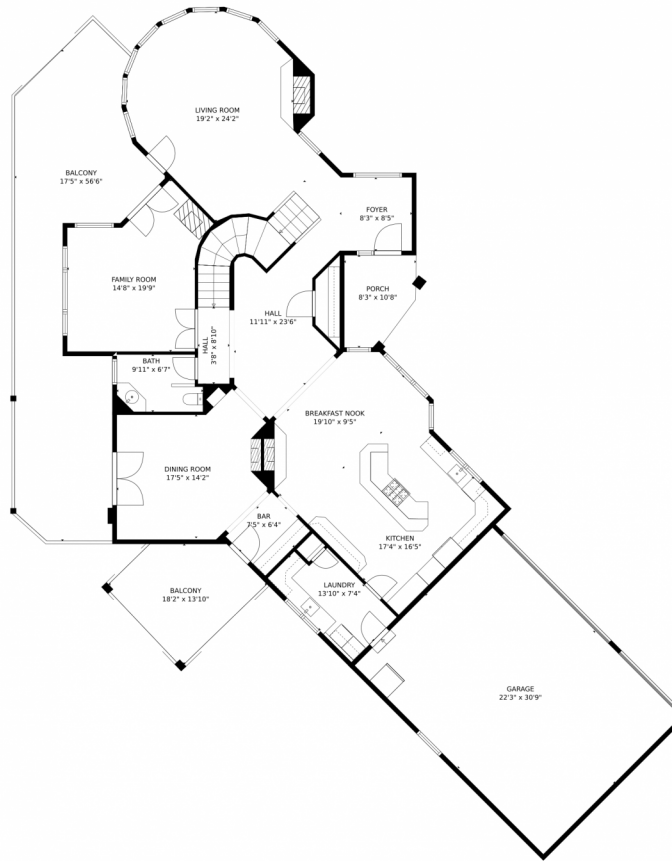 LIVING ROOM
19'2" x 24'2"
BALCONY
17'5" x 56'6"
FOYER
8'3" x 8'5"
FAMILY ROOM
14'8" x 19'9"
PORCH
8'3" x 10'8"
HALL
11'11" x 23'6"
HALL
3'8" x 8'10"
BATH
9'11" x 6'7"
BREAKFAST NOOK
19'10" x 9'5"
DINING ROOM
17'5" x 14'2"
BAR
7'5" x 6'4"
KITCHEN
17'4" x 16'5"
LAUNDRY
13'10" x 7'4"
BALCONY
18'2" x 13'10"
GARAGE
22'3" x 30'9"